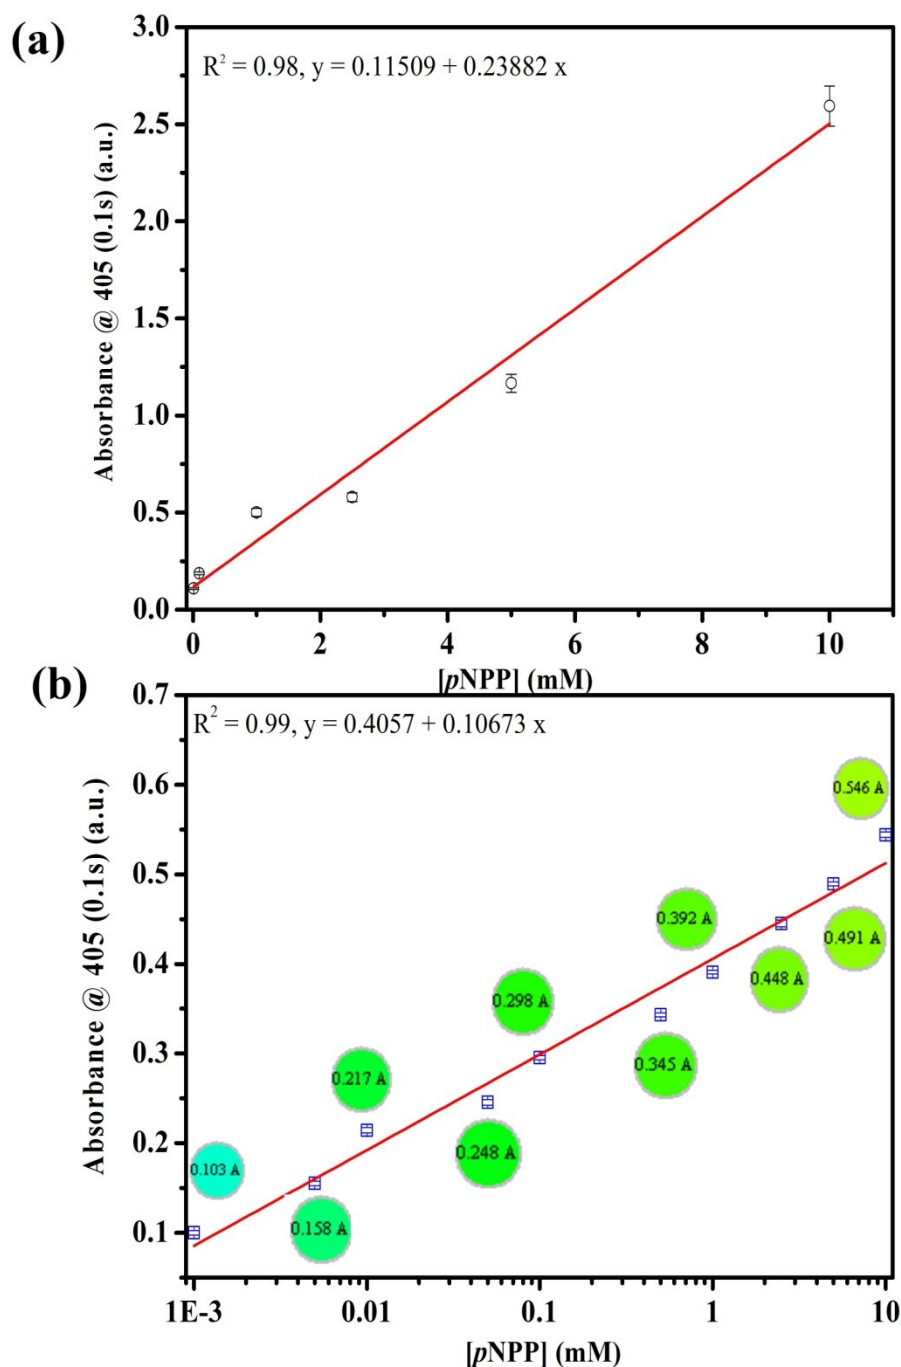 (a)
R² = 0.98, y = 0.11509 + 0.23882 x
Absorbance @ 405 (0.1s) (a.u.)
3.0
2.5
2.0
1.5
1.0
0.5
0.0
0 2 4 6 8 10
[pNPP] (mM)
(b)
R² = 0.99, y = 0.4057 + 0.10673 x
Absorbance @ 405 (0.1s) (a.u.)
0.7
0.6
0.5
0.4
0.3
0.2
0.1
0.546 A
0.392 A
0.491 A
0.448 A
0.298 A
0.345 A
0.217 A
0.248 A
0.103 A
0.158 A
1E-3 0.01 0.1 1 10
[pNPP] (mM)